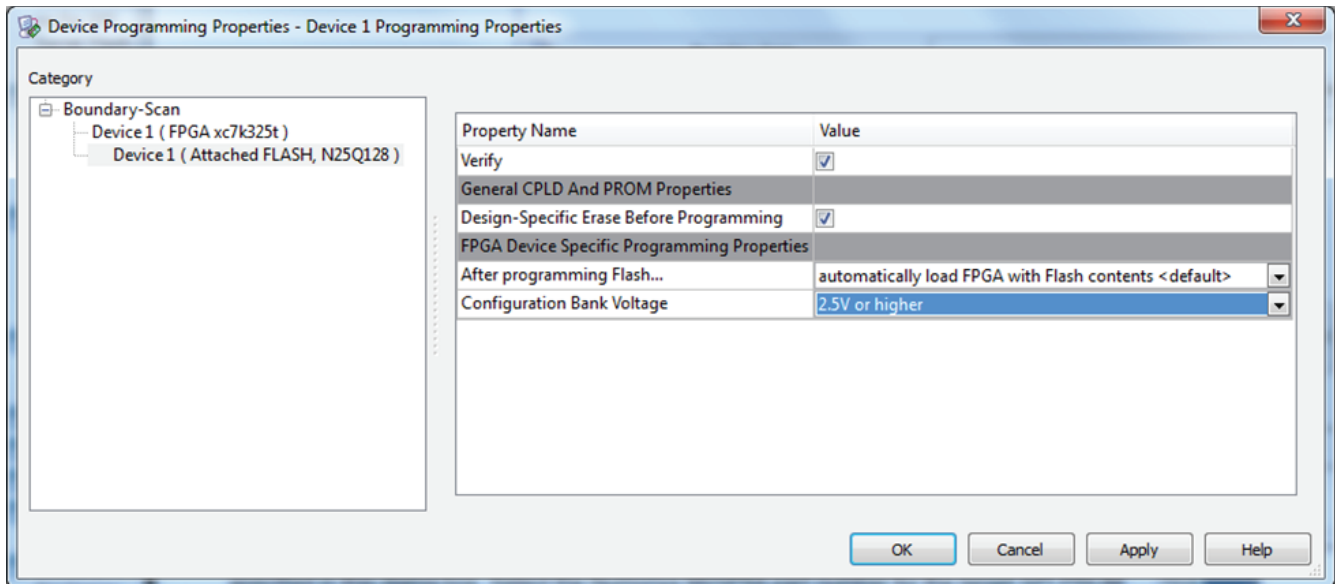 Device Programming Properties - Device 1 Programming Properties
Category
Boundary-Scan
Device 1 ( FPGA xc7k325t )
Device 1 ( Attached FLASH, N25Q128 )
Property Name Value
Verify
General CPLD And PROM Properties
Design-Specific Erase Before Programming
FPGA Device Specific Programming Properties
After programming Flash... automatically load FPGA with Flash contents <default>
Configuration Bank Voltage 2.5V or higher
OK Cancel Apply Help